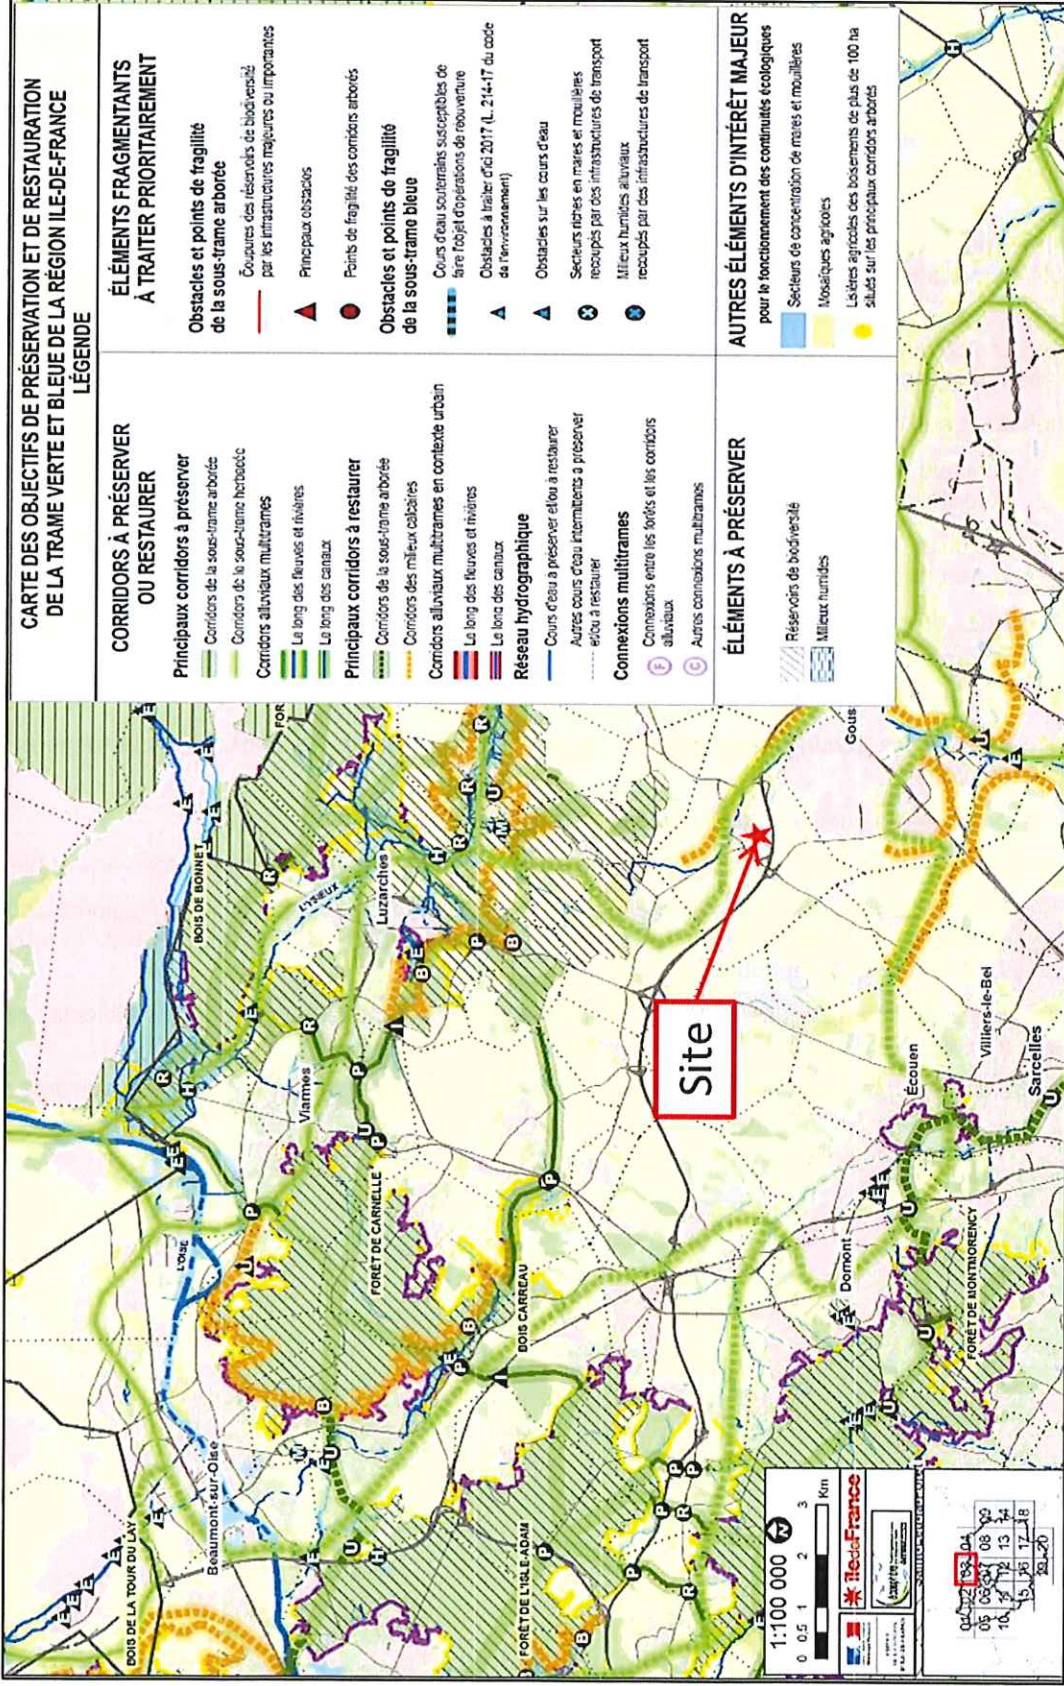 CARTE DES OBJECTIFS DE PRÉSERVATION ET DE RESTAURATION
DE LA TRAME VERTE ET BLEUE DE LA RÉGION ILE-DE-FRANCE
LÉGENDE
CORRIDORS À PRÉSERVER
OU RESTAURER
Principaux corridors à préserver
Corridors de la sous-trame arborée
Corridors de la sous-trame herbacée
Corridors alluviaux multitrames
Le long des fleuves et rivières
Le long des canaux
Principaux corridors à restaurer
Corridors de la sous-trame arborée
Corridors des milieux calcaires
Corridors alluviaux multitrames en contexte urbain
Le long des fleuves et rivières
Le long des canaux
Réseau hydrographique
Cours d'eau à préserver et/ou à restaurer
Autres cours d'eau intermittents à préserver
et/ou à restaurer
Connexions multitrames
Connexions entre les forêts et les corridors
alluviaux
Autres connexions multitrames
F
C
ÉLÉMENTS FRAGMENTANTS
À TRAITER PRIORITAIREMENT
Obstacles et points de fragilité
de la sous-trame arborée
Coupures des réservoirs de biodiversité
par les infrastructures majeures ou importantes
Principaux obstacles
Points de fragilité des corridors arborés
Obstacles et points de fragilité
de la sous-trame bleue
Cours d'eau souterrains susceptibles de
faire l'objet d'opérations de réouverture
Obstacles à traiter d'ici 2017 (L. 214-17 du code
de l'environnement)
Obstacles sur les cours d'eau
Secteurs riches en mares et mouillères
recoupés par des infrastructures de transport
Milieux humides alluviaux
recoupés par des infrastructures de transport
ÉLÉMENTS À PRÉSERVER
Réservoirs de biodiversité
Milieux humides
AUTRES ÉLÉMENTS D'INTÉRÊT MAJEUR
pour le fonctionnement des continuités écologiques
Secteurs de concentration de mares et mouillères
Mosaïques agricoles
Lisières agricoles des boisements de plus de 100 ha
situés sur les principaux corridors arborés
BOIS DE LA TOUR DU LAY
Beaumont-sur-Oise
L'OISE
BOIS DE BONNET
L'YSIEUX
Viarmes
Luzarches
FORÊT DE CARNELLE
BOIS CARREAU
FORÊT DE L'ISLE-ADAM
FOR
Site
Gous
Domont
Écouen
Villiers-le-Bel
Sarcelles
FORÊT DE MONTMORENCY
1:100 000
N
0 0,5 1 2 3
Km
îledeFrance